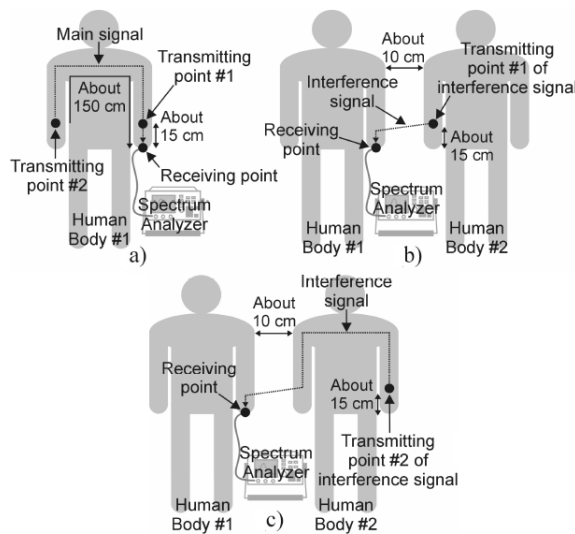 Main signal
Transmitting
point #1
About
150 cm
About
15 cm
Transmitting
point #2
Receiving point
Spectrum
Analyzer
Human
Body #1
a)
About
10 cm
Transmitting
point #1 of
interference signal
Interference
signal
Receiving
point
About
15 cm
Spectrum
Analyzer
Human
Body #1
Human
Body #2
b)
Interference
signal
About
10 cm
Receiving
point
About
15 cm
Spectrum
Analyzer
Transmitting
point #2 of
interference signal
Human
Body #1
Human
Body #2
c)